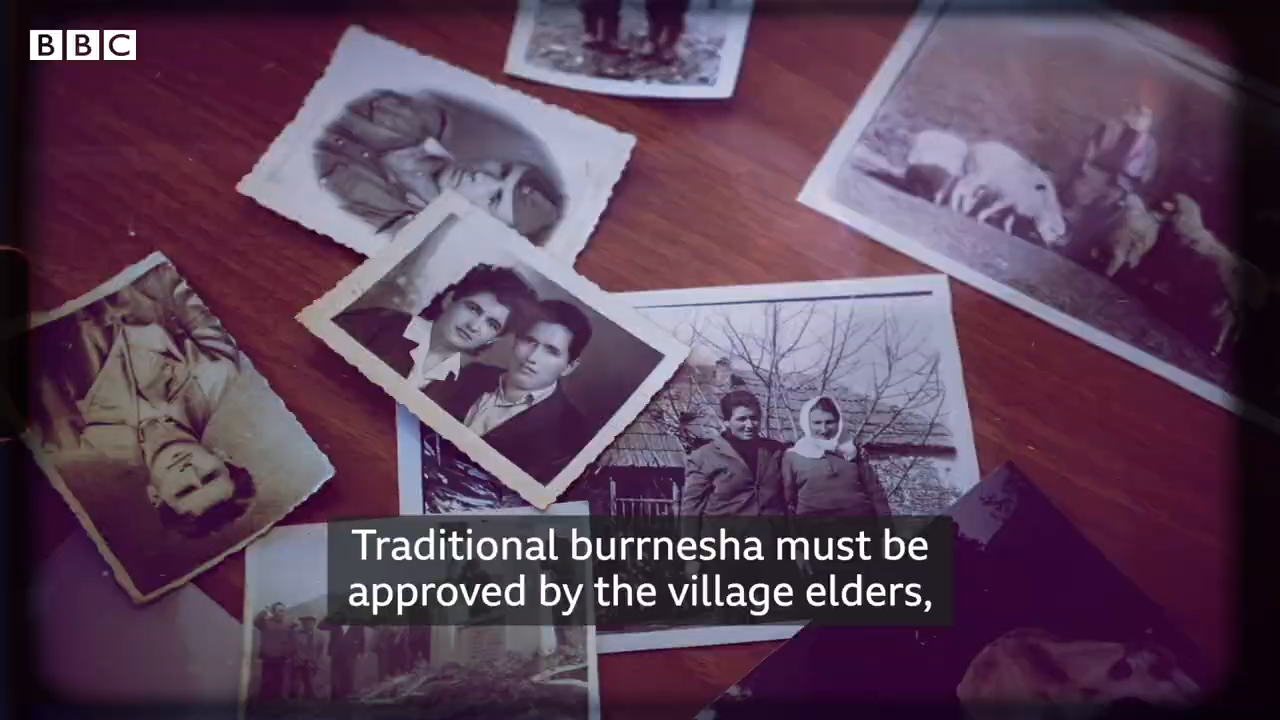 BBC
Traditional burrnesha must be
approved by the village elders,